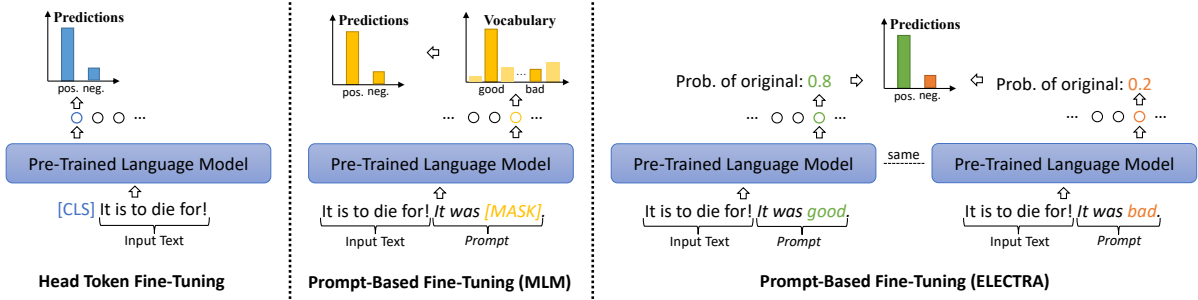 Predictions
pos. neg.
...
Pre-Trained Language Model
[CLS] It is to die for!
Input Text
Head Token Fine-Tuning
Predictions
pos. neg.
Vocabulary
...
good bad
... ...
Pre-Trained Language Model
It is to die for! It was [MASK].
Input Text Prompt
Prompt-Based Fine-Tuning (MLM)
Predictions
pos. neg.
Prob. of original: 0.8
... ...
Pre-Trained Language Model
It is to die for! It was good.
Input Text Prompt
same
Prob. of original: 0.2
... ...
Pre-Trained Language Model
It is to die for! It was bad.
Input Text Prompt
Prompt-Based Fine-Tuning (ELECTRA)